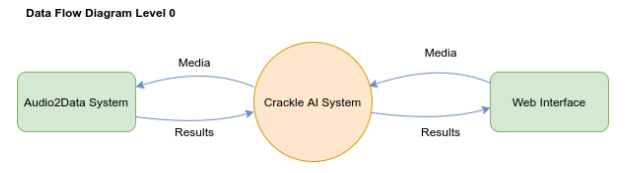 Data Flow Diagram Level 0
Media
Media
Audio2Data System
Crackle AI System
Web Interface
Results
Results